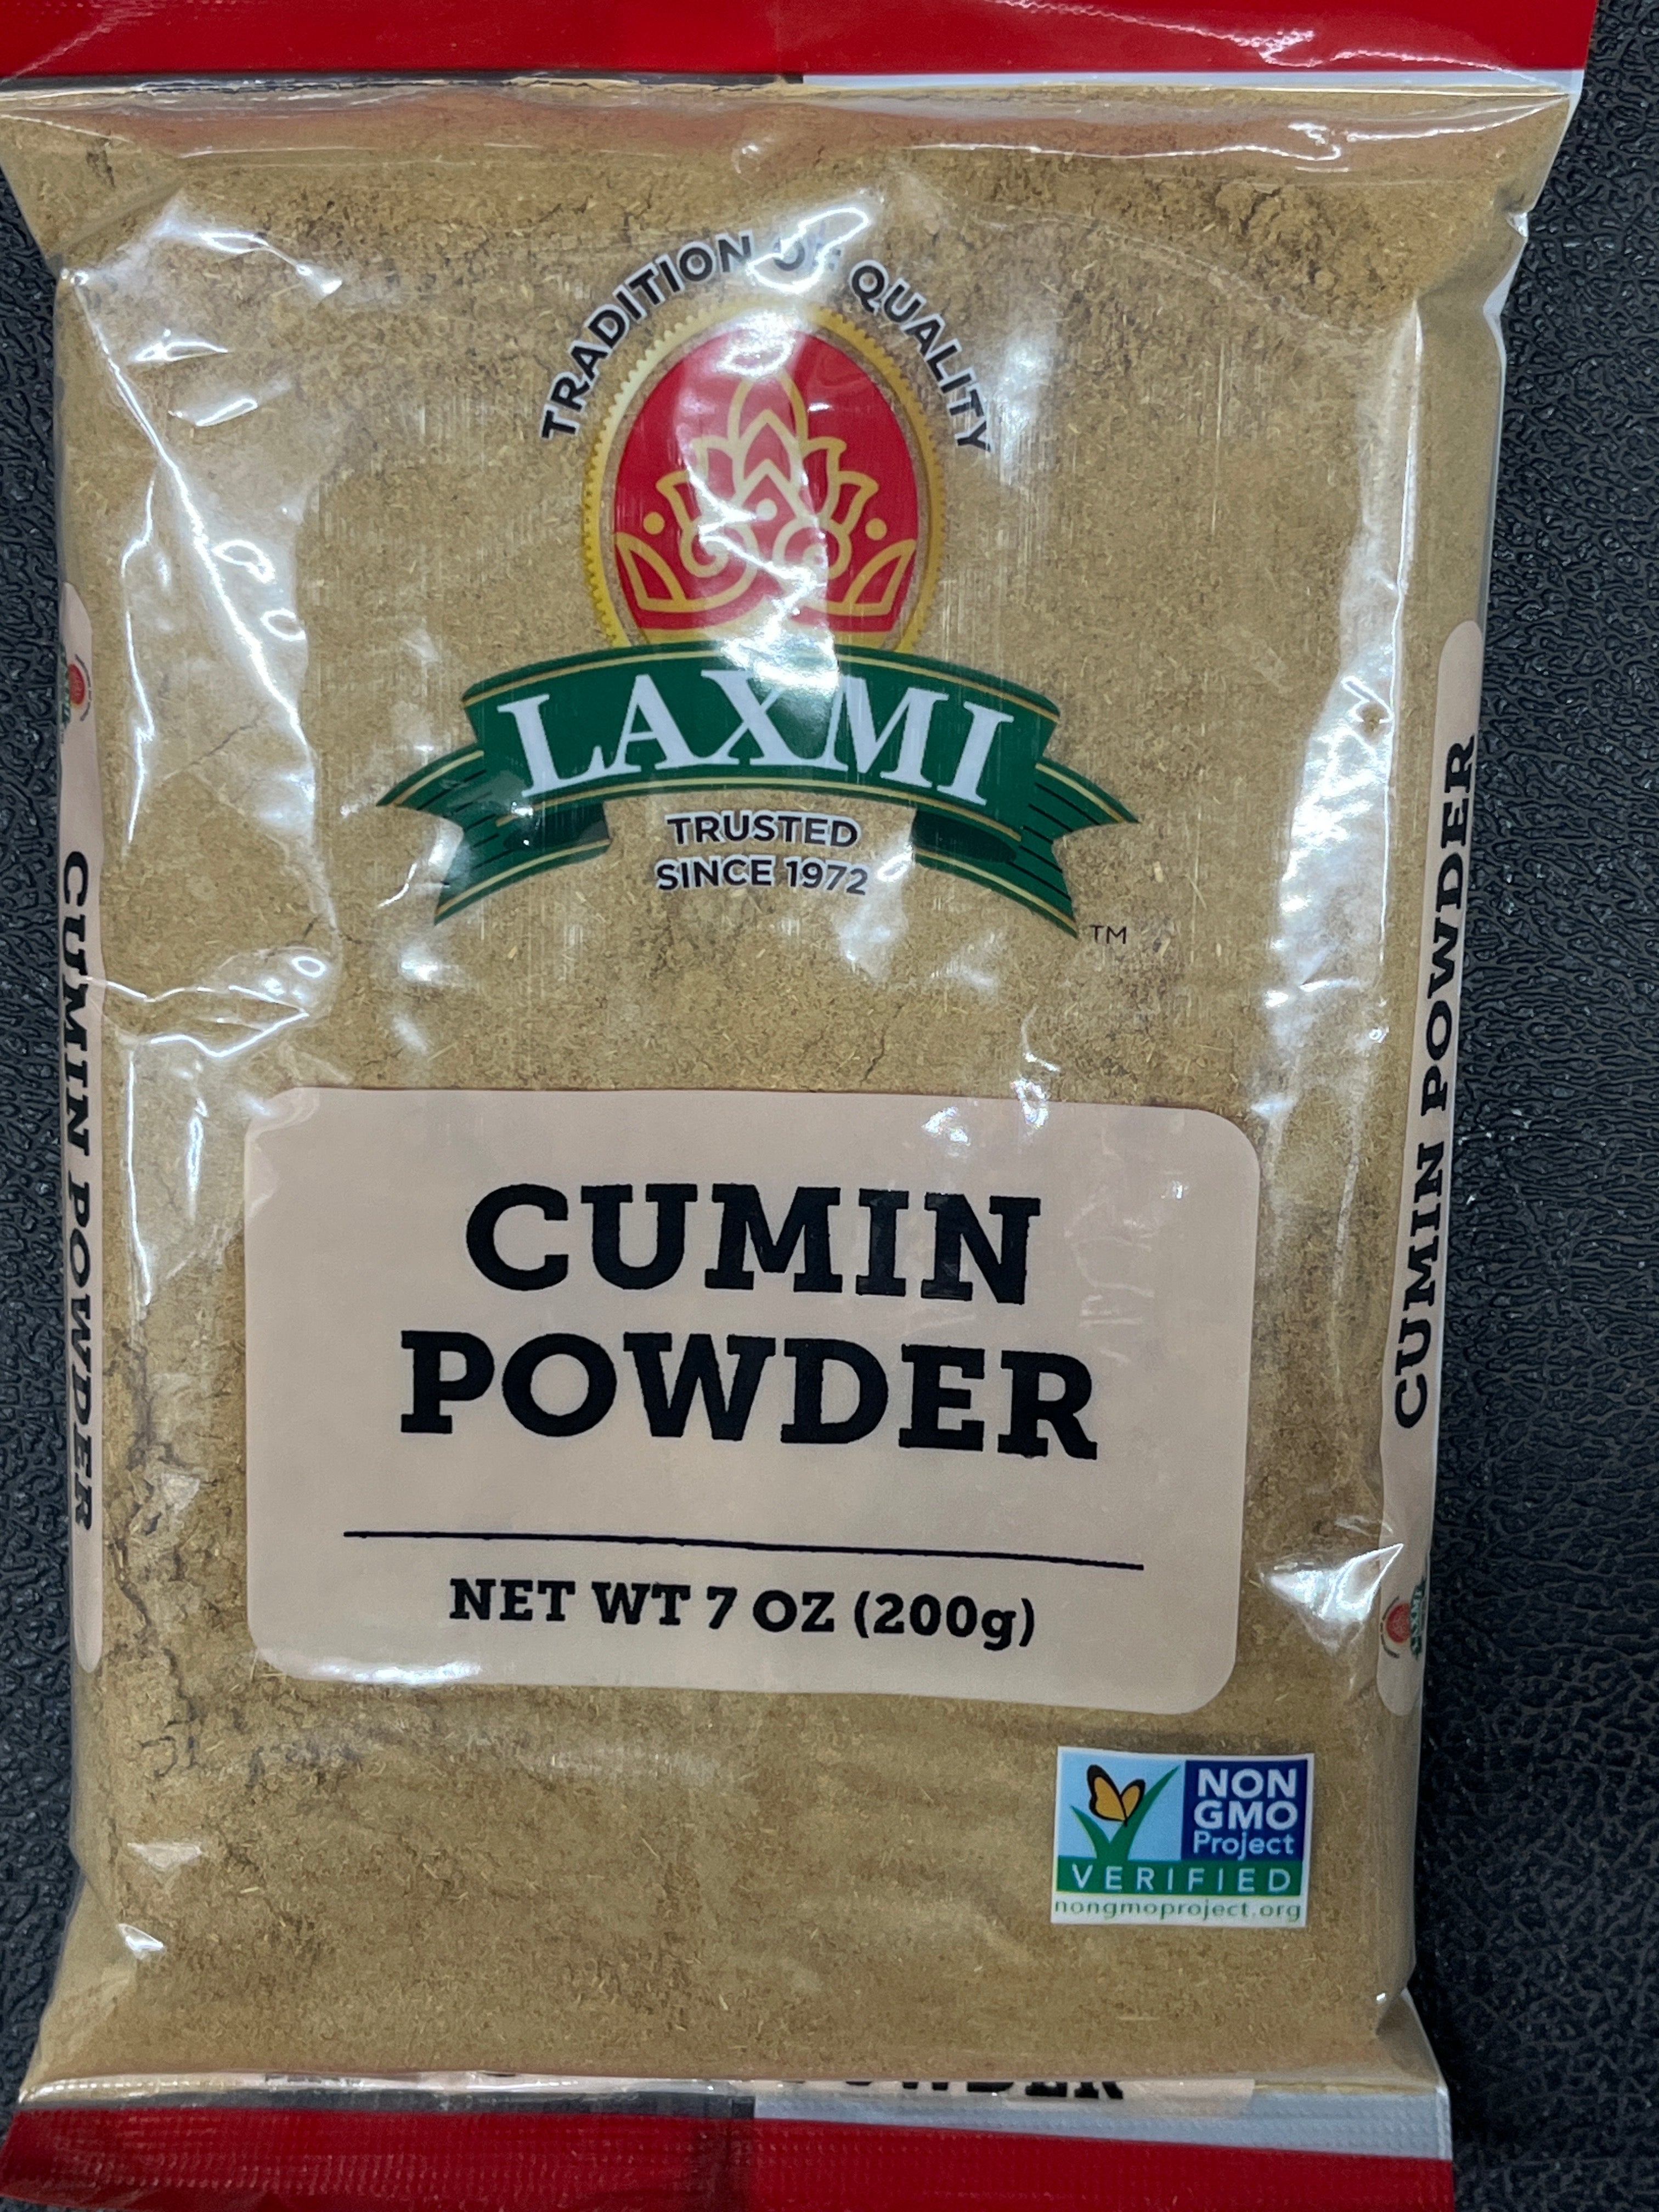 TRADITION OF QUALITY
LAXMI
TRUSTED
SINCE 1972
TM
CUMIN
POWDER
NET WT 7 OZ (200g)
CUMIN POWDER
CUMIN POWDER
NON
GMO
Project
VERIFIED
nongmoproject.org